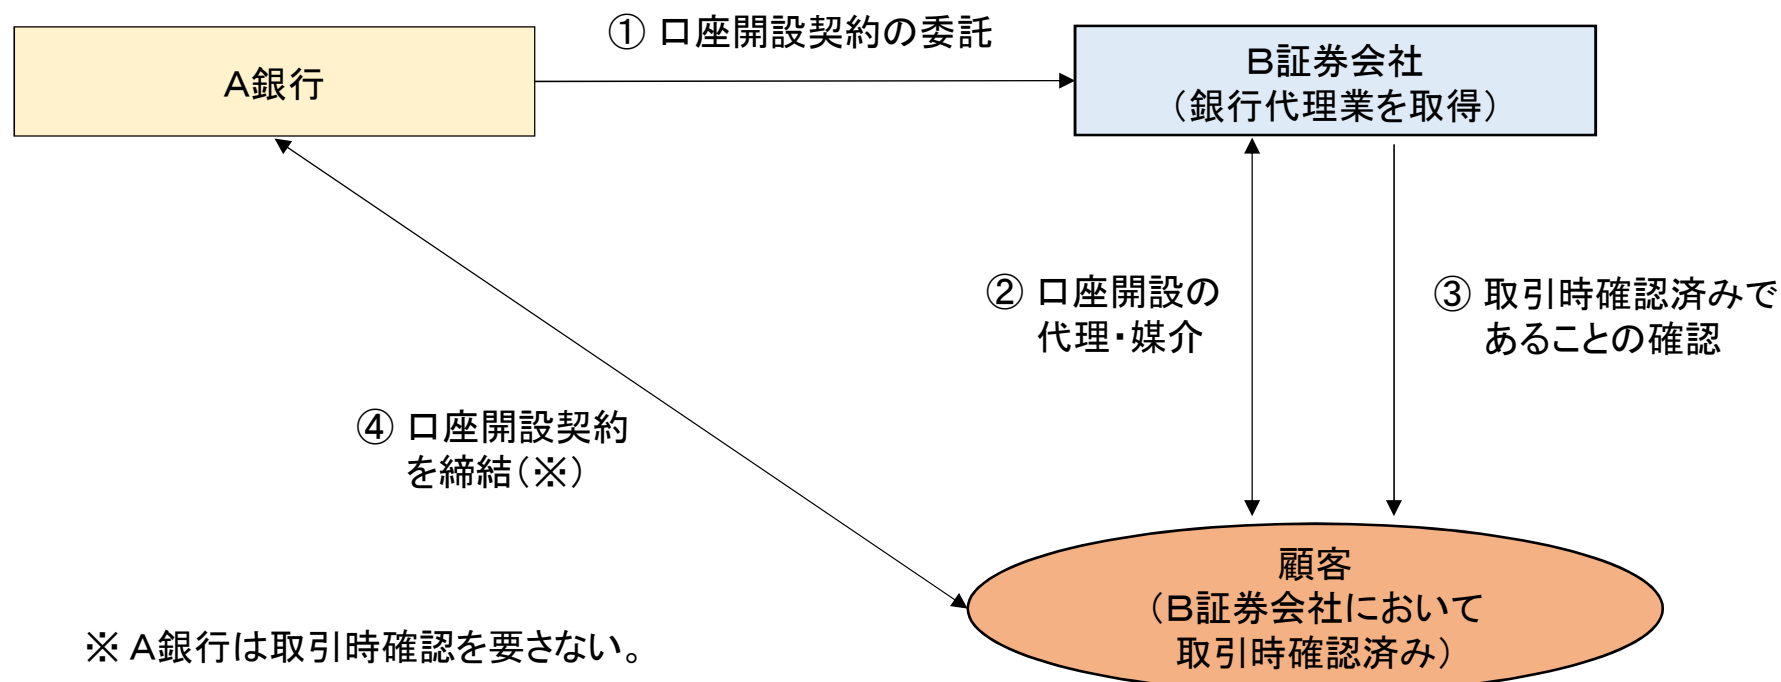 ① 口座開設契約の委託
A銀行
B証券会社
（銀行代理業を取得）
② 口座開設の
代理・媒介
③ 取引時確認済みで
あることの確認
④ 口座開設契約
を締結（※）
顧客
（B証券会社において
取引時確認済み）
※ A銀行は取引時確認を要さない。